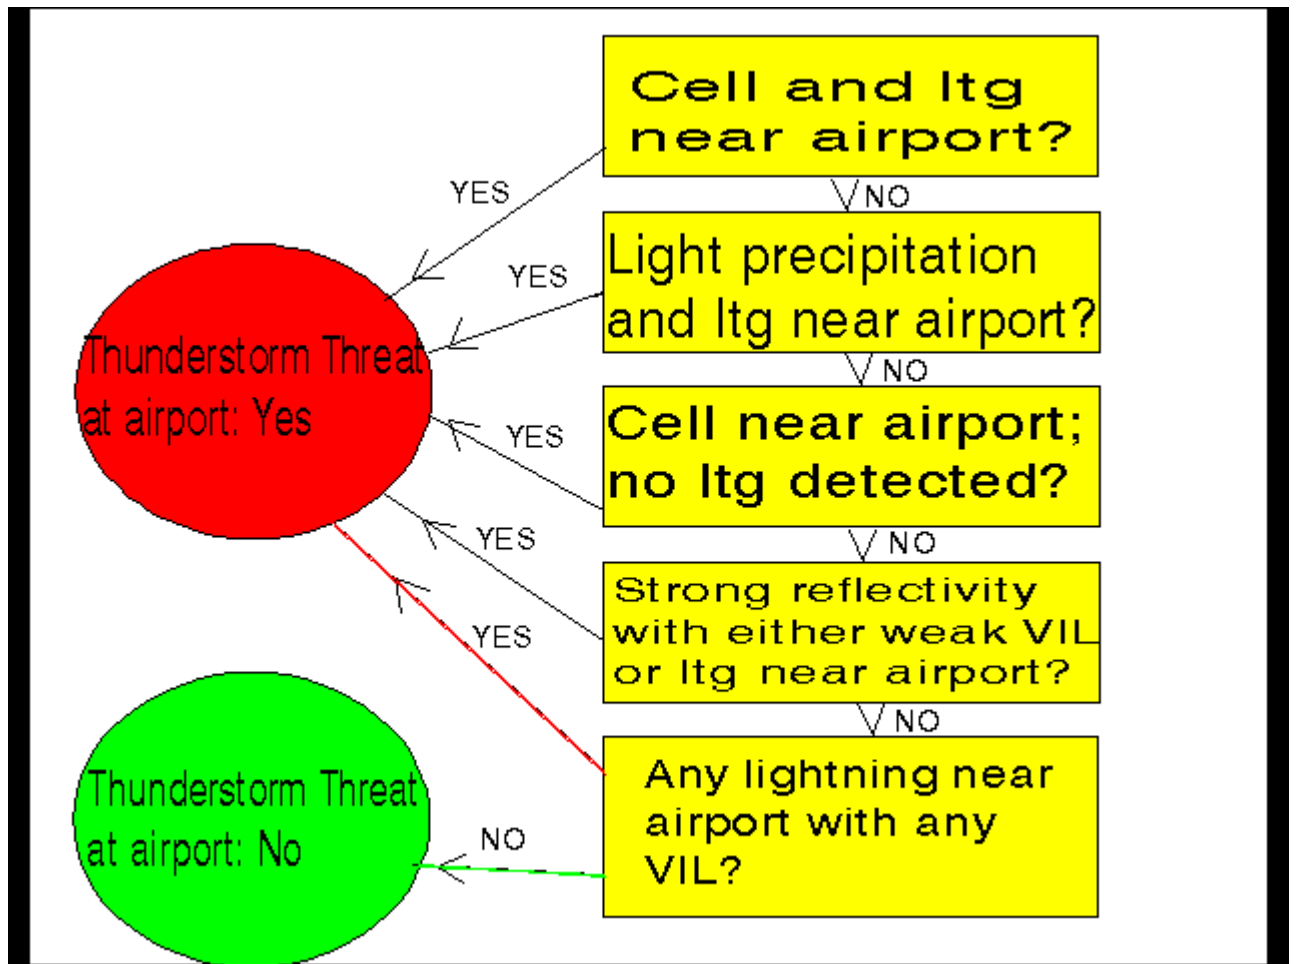 Cell and ltg
near airport?
YES
NO
Light precipitation
and ltg near airport?
YES
NO
Thunderstorm Threat
at airport: Yes
Cell near airport;
no ltg detected?
YES
NO
Strong reflectivity
with either weak VIL
or ltg near airport?
YES
NO
Any lightning near
airport with any
VIL?
YES
NO
Thunderstorm Threat
at airport: No